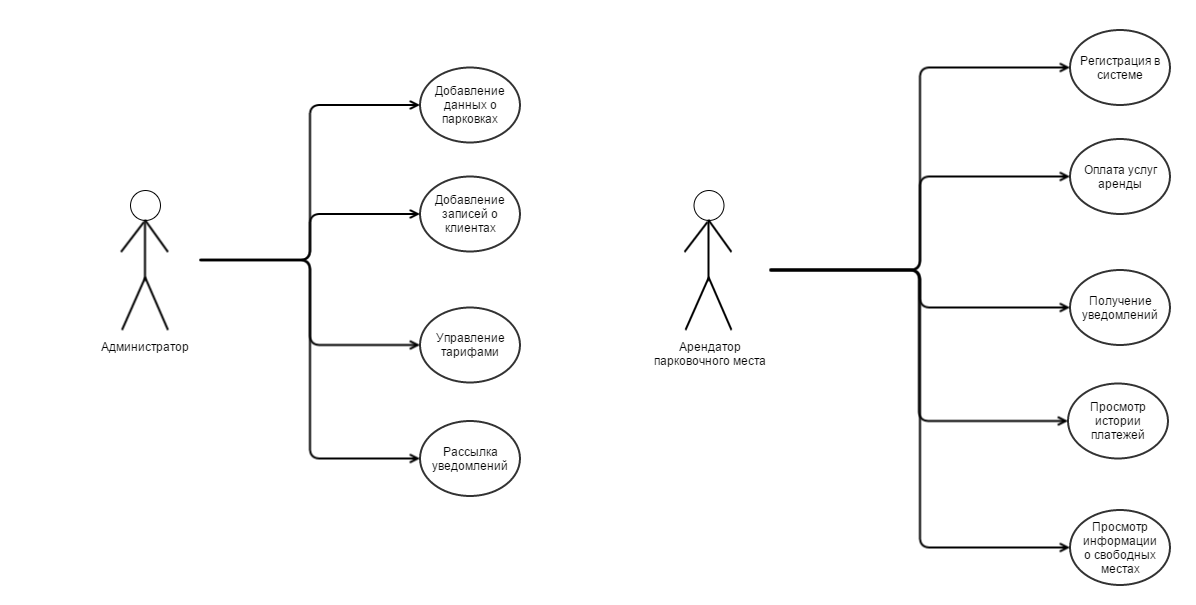 Добавление
данных о
парковках
Добавление
записей о
клиентах
Управление
тарифами
Рассылка
уведомлений
Администратор
Регистрация в
системе
Оплата услуг
аренды
Получение
уведомлений
Просмотр
истории
платежей
Просмотр
информации
о свободных
местах
Арендатор
парковочного места